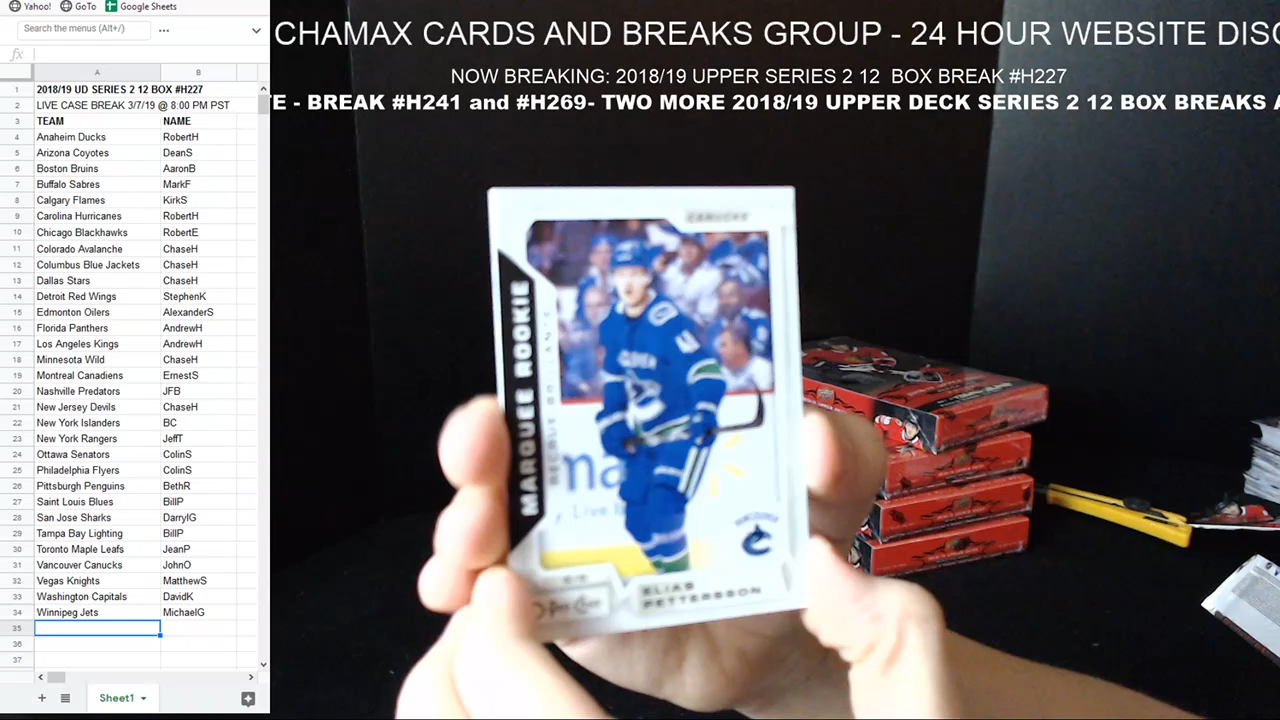 Yahoo! GoTo Google Sheets
Search the menus (Alt+/)
fx
A B
1 2018/19 UD SERIES 2 12 BOX #H227
2 LIVE CASE BREAK 3/7/19 @ 8:00 PM PST
3 TEAM NAME
4 Anaheim Ducks RobertH
5 Arizona Coyotes DeanS
6 Boston Bruins AaronB
7 Buffalo Sabres MarkF
8 Calgary Flames KirkS
9 Carolina Hurricanes RobertH
10 Chicago Blackhawks RobertE
11 Colorado Avalanche ChaseH
12 Columbus Blue Jackets ChaseH
13 Dallas Stars ChaseH
14 Detroit Red Wings StephenK
15 Edmonton Oilers AlexanderS
16 Florida Panthers AndrewH
17 Los Angeles Kings AndrewH
18 Minnesota Wild ChaseH
19 Montreal Canadiens ErnestS
20 Nashville Predators JFB
21 New Jersey Devils ChaseH
22 New York Islanders BC
23 New York Rangers JeffT
24 Ottawa Senators ColinS
25 Philadelphia Flyers ColinS
26 Pittsburgh Penguins BethR
27 Saint Louis Blues BillP
28 San Jose Sharks DarrylG
29 Tampa Bay Lighting BillP
30 Toronto Maple Leafs JeanP
31 Vancouver Canucks JohnO
32 Vegas Knights MatthewS
33 Washington Capitals DavidK
34 Winnipeg Jets MichaelG
35
36
37
Sheet1
CHAMAX CARDS AND BREAKS GROUP - 24 HOUR WEBSITE DISC
NOW BREAKING: 2018/19 UPPER SERIES 2 12 BOX BREAK #H227
E - BREAK #H241 and #H269- TWO MORE 2018/19 UPPER DECK SERIES 2 12 BOX BREAKS A
CANUCKS
MARQUEE ROOKIE
ELIAS
PETTERSSON